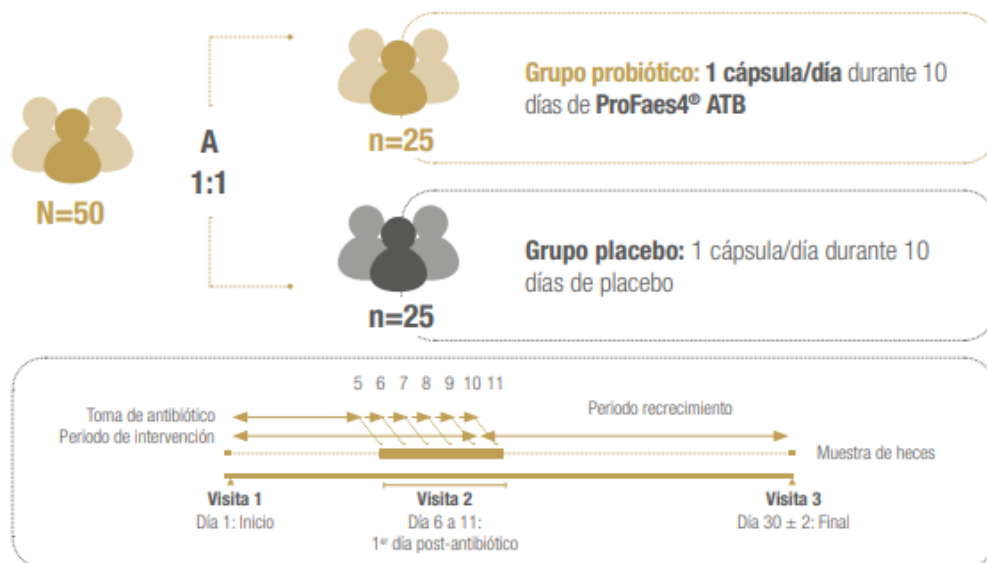 N=50
A
1:1
n=25
Grupo probiótico: 1 cápsula/día durante 10
días de ProFaes4® ATB
n=25
Grupo placebo: 1 cápsula/día durante 10
días de placebo
5 6 7 8 9 10 11
Toma de antibiótico
Periodo de intervención
Periodo recrecimiento
Muestra de heces
Visita 1
Día 1: Inicio
Visita 2
Día 6 a 11:
1er día post-antibiótico
Visita 3
Día 30 ± 2: Final